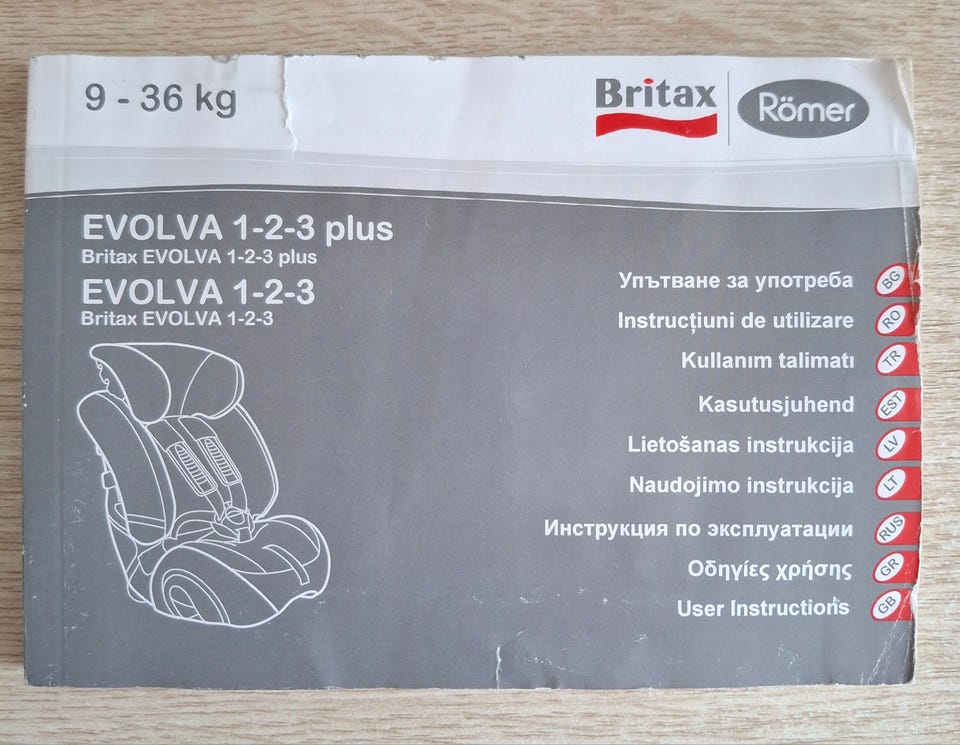 9 - 36 kg
Britax Römer
EVOLVA 1-2-3 plus
Britax EVOLVA 1-2-3 plus
EVOLVA 1-2-3
Britax EVOLVA 1-2-3
Упътване за употреба BG
Instrucțiuni de utilizare RO
Kullanım talimatı TR
Kasutusjuhend EST
Lietošanas instrukcija LV
Naudojimo instrukcija LT
Инструкция по эксплуатации RUS
Οδηγίες χρήσης GR
User Instructions GB